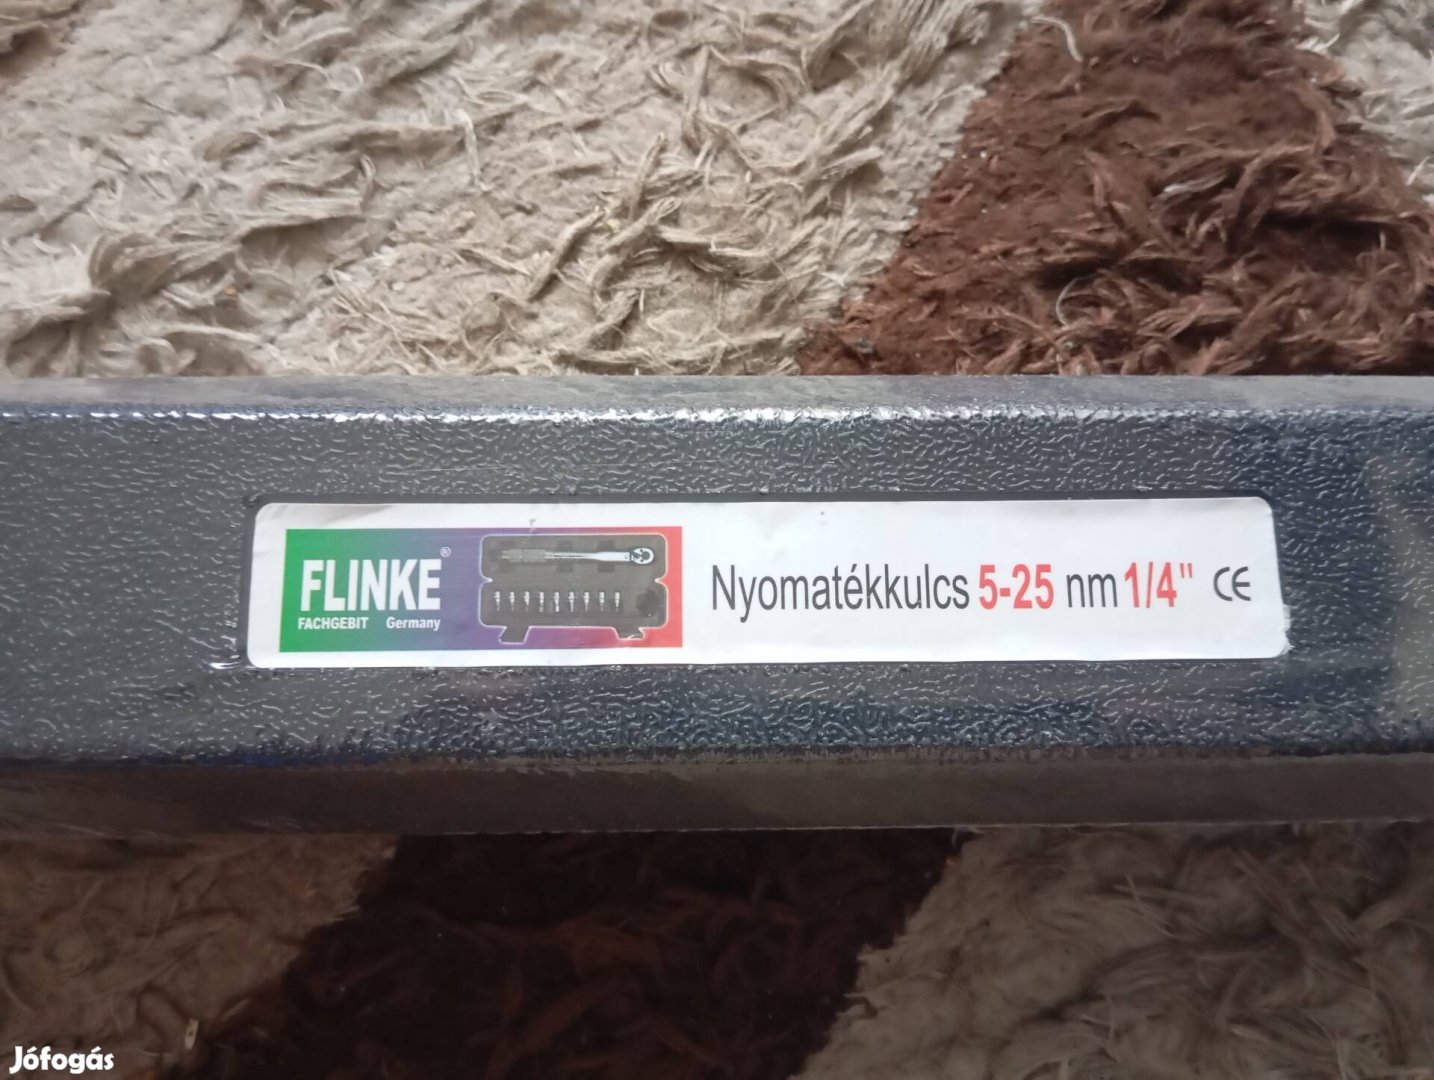 FLINKE®
FACHGEBIT Germany
Nyomatékkulcs 5-25 nm 1/4" CE
Jófogás